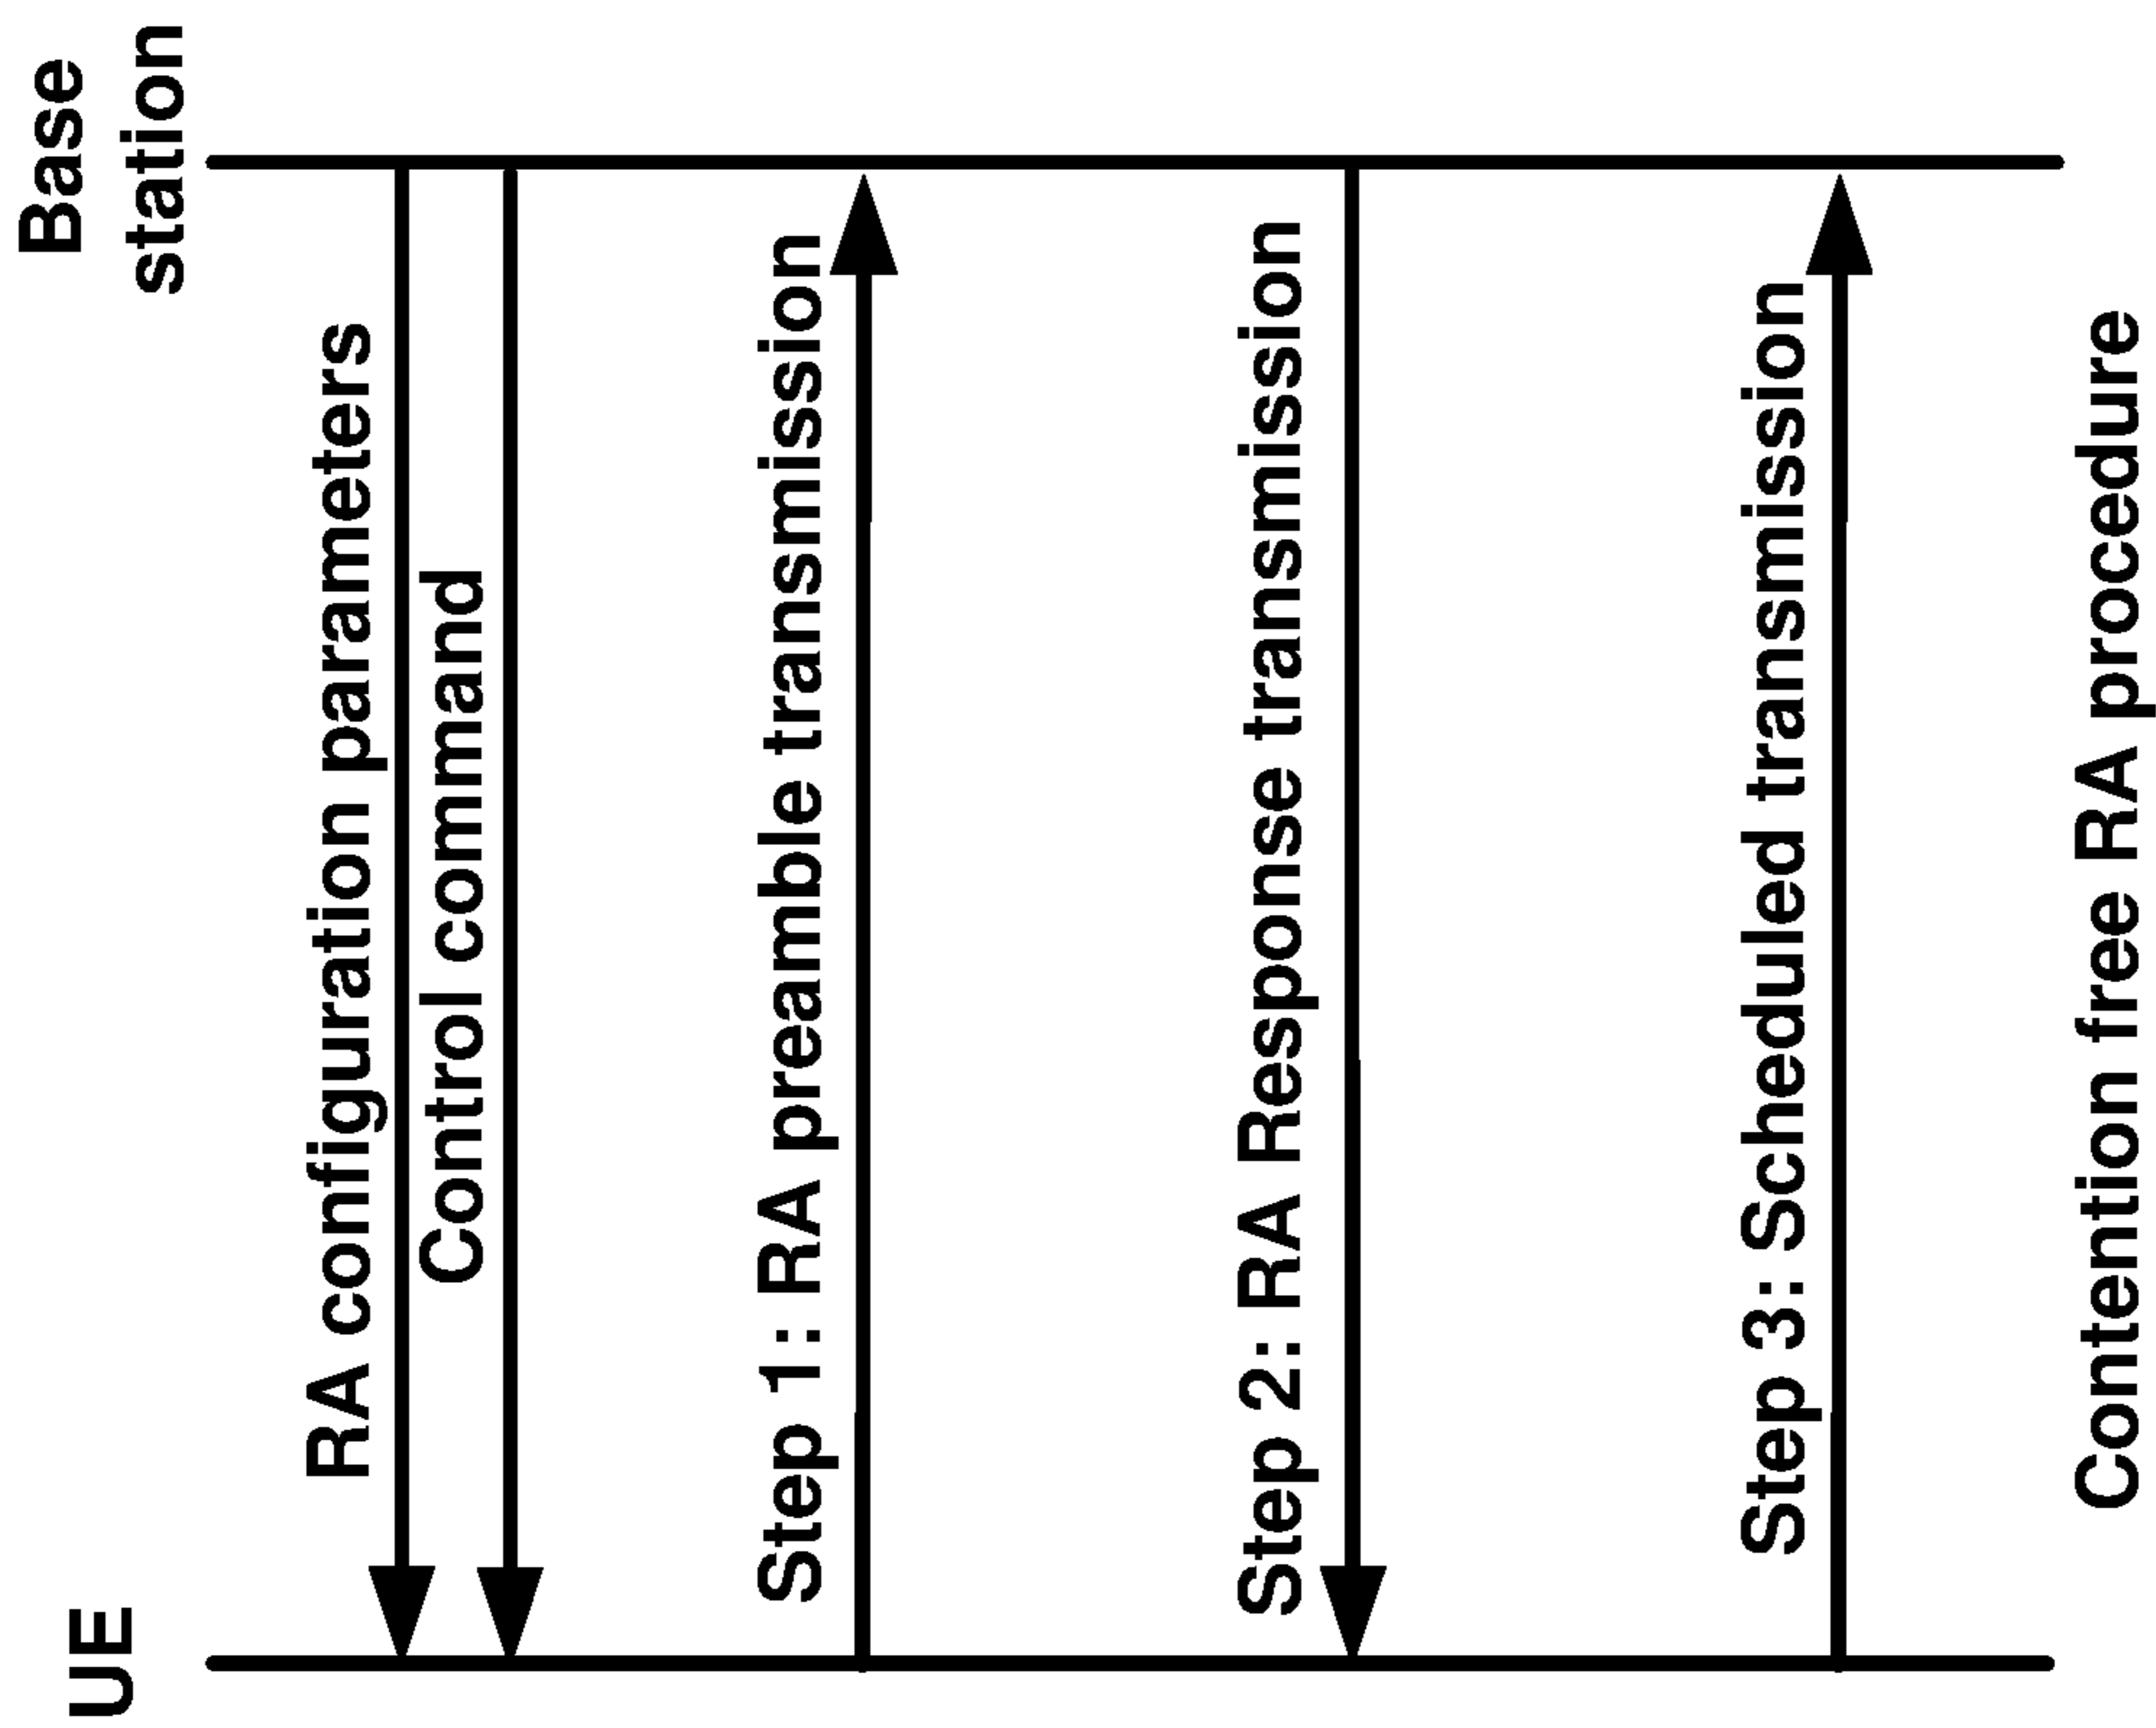 UE
Base
station
RA configuration parameters
Control command
Step 1: RA preamble transmission
Step 2: RA Response transmission
Step 3: Scheduled transmission
Contention free RA procedure